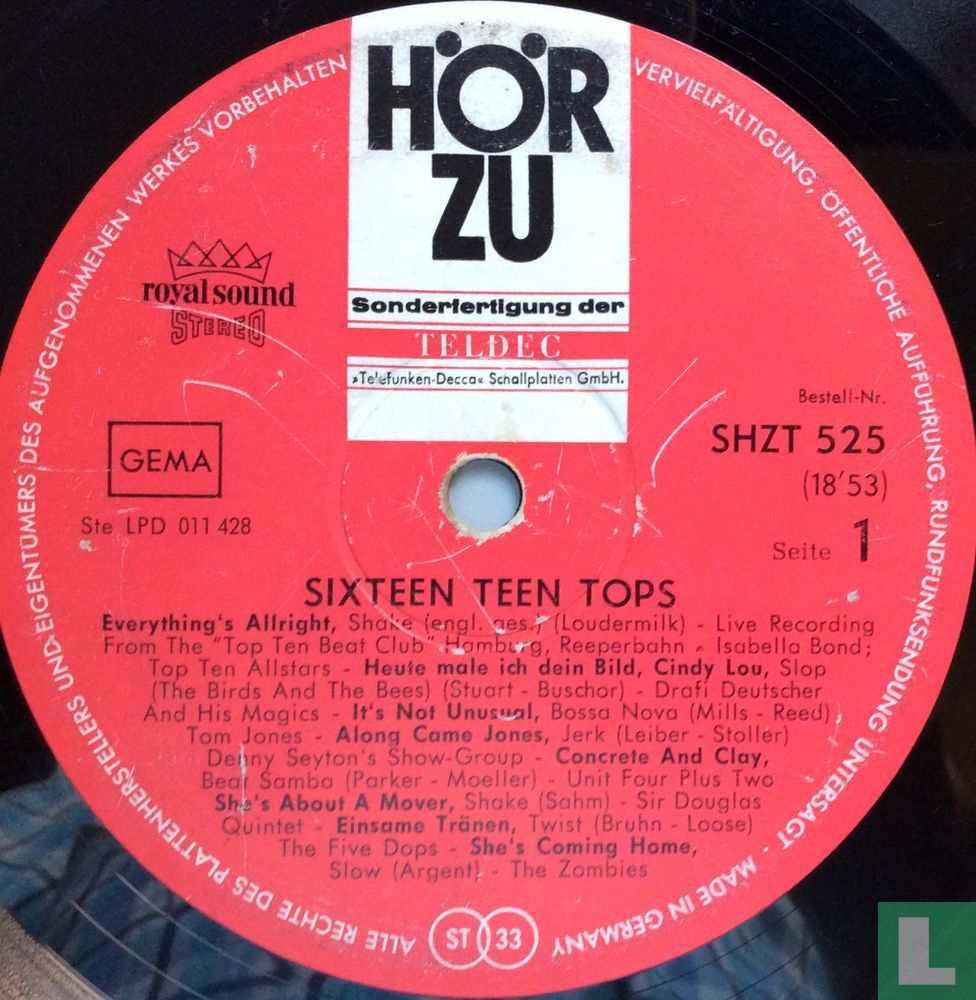 HÖR
ZU
Sonderfertigung der
TELDEC
»Telefunken-Decca« Schallplatten GmbH.
royal sound
STEREO
GEMA
Ste LPD 011 428
Bestell-Nr.
SHZT 525
(18'53)
Seite 1
SIXTEEN TEEN TOPS
Everything's Allright, Shake (engl. ges.) (Loudermilk) - Live Recording
From The "Top Ten Beat Club" Hamburg, Reeperbahn - Isabella Bond;
Top Ten Allstars - Heute male ich dein Bild, Cindy Lou, Slop
(The Birds And The Bees) (Stuart - Buschor) - Drafi Deutscher
And His Magics - It's Not Unusual, Bossa Nova (Mills - Reed)
Tom Jones - Along Came Jones, Jerk (Leiber - Stoller)
Denny Seyton's Show-Group - Concrete And Clay,
Beat Samba (Parker - Moeller) - Unit Four Plus Two
She's About A Mover, Shake (Sahm) - Sir Douglas
Quintet - Einsame Tränen, Twist (Bruhn - Loose)
The Five Dops - She's Coming Home,
Slow (Argent) - The Zombies
ALLE RECHTE DES PLATTENHERSTELLERS UND EIGENTÜMERS DES AUFGENOMMENEN WERKES VORBEHALTEN
VERVIELFÄLTIGUNG, ÖFFENTLICHE AUFFÜHRUNG, RUNDFUNKSENDUNG UNTERSAGT · MADE IN GERMANY
ST 33
L